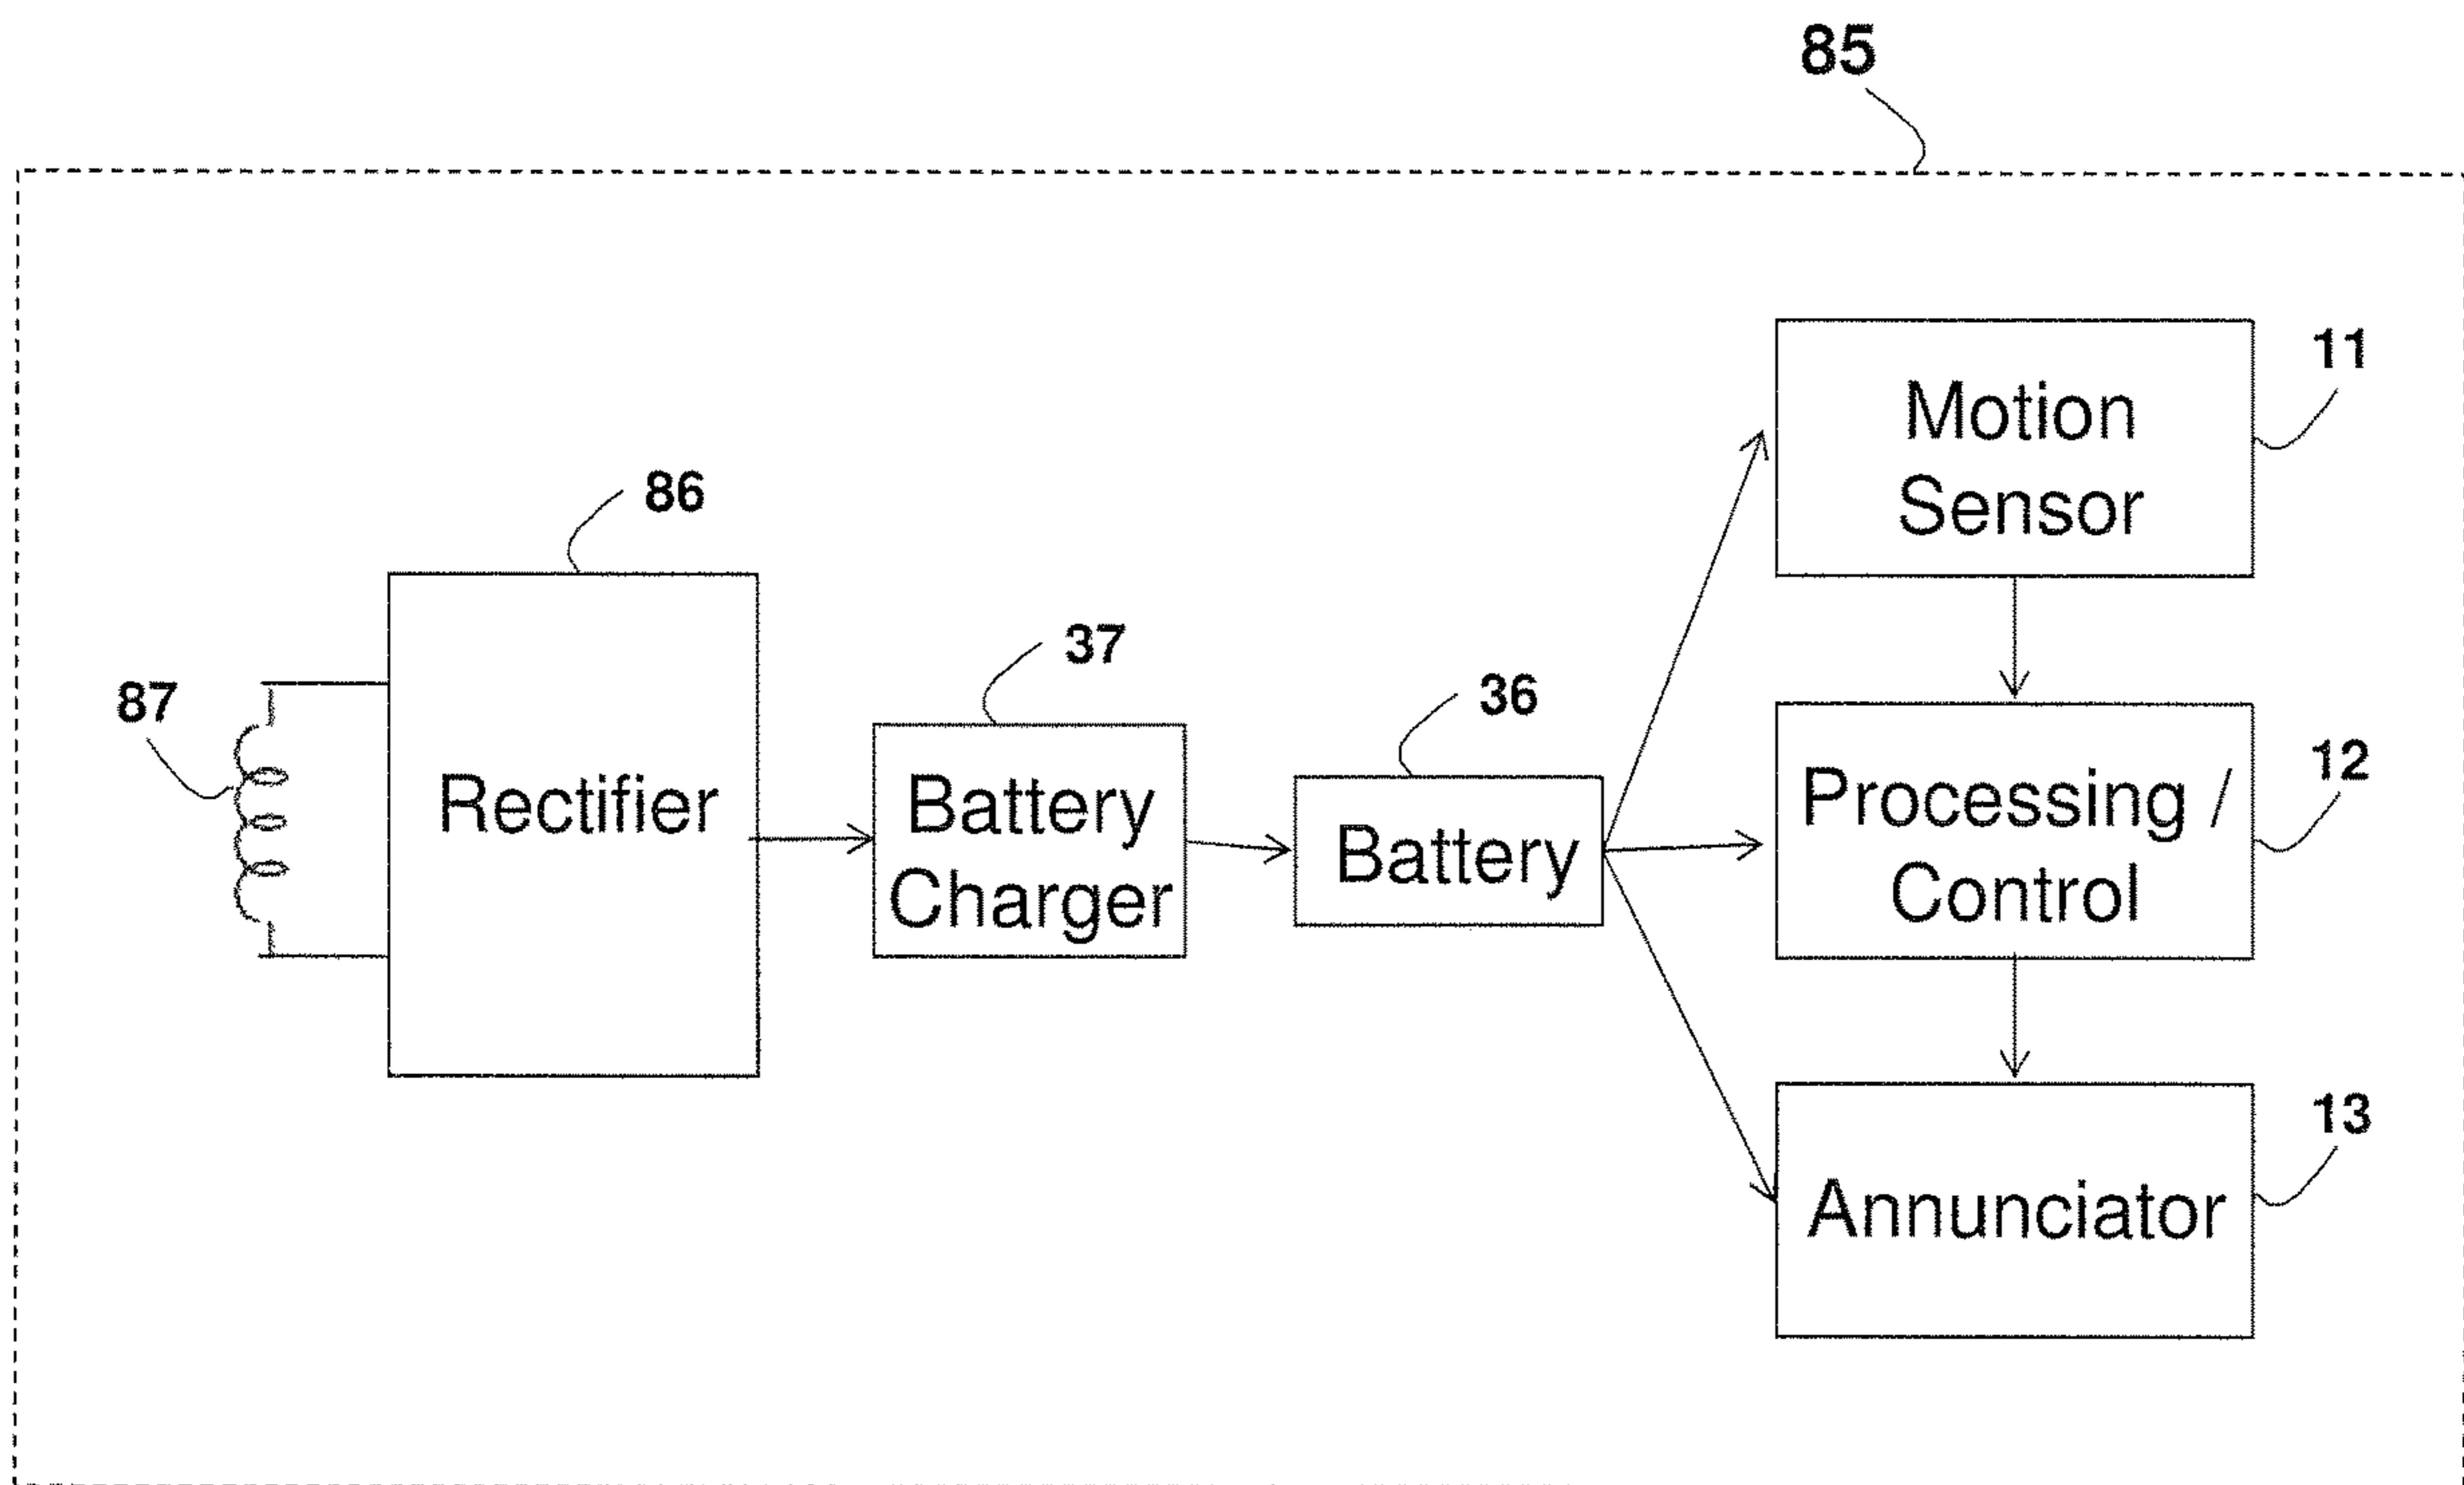 85
11
Motion
Sensor
86
37
36
87
Rectifier
Battery
Charger
Battery
12
Processing /
Control
13
Annunciator